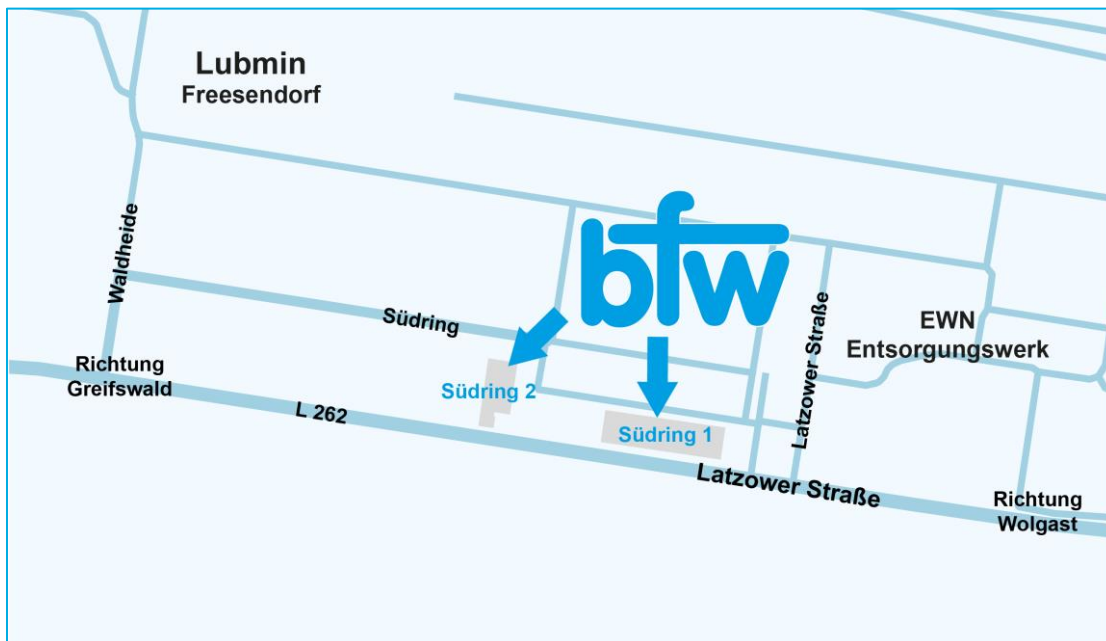 Lubmin
Freesendorf
bfw
Waldheide
Südring
Latzower Straße
EWN
Entsorgungswerk
Richtung
Greifswald
Südring 2
L 262
Südring 1
Latzower Straße
Richtung
Wolgast